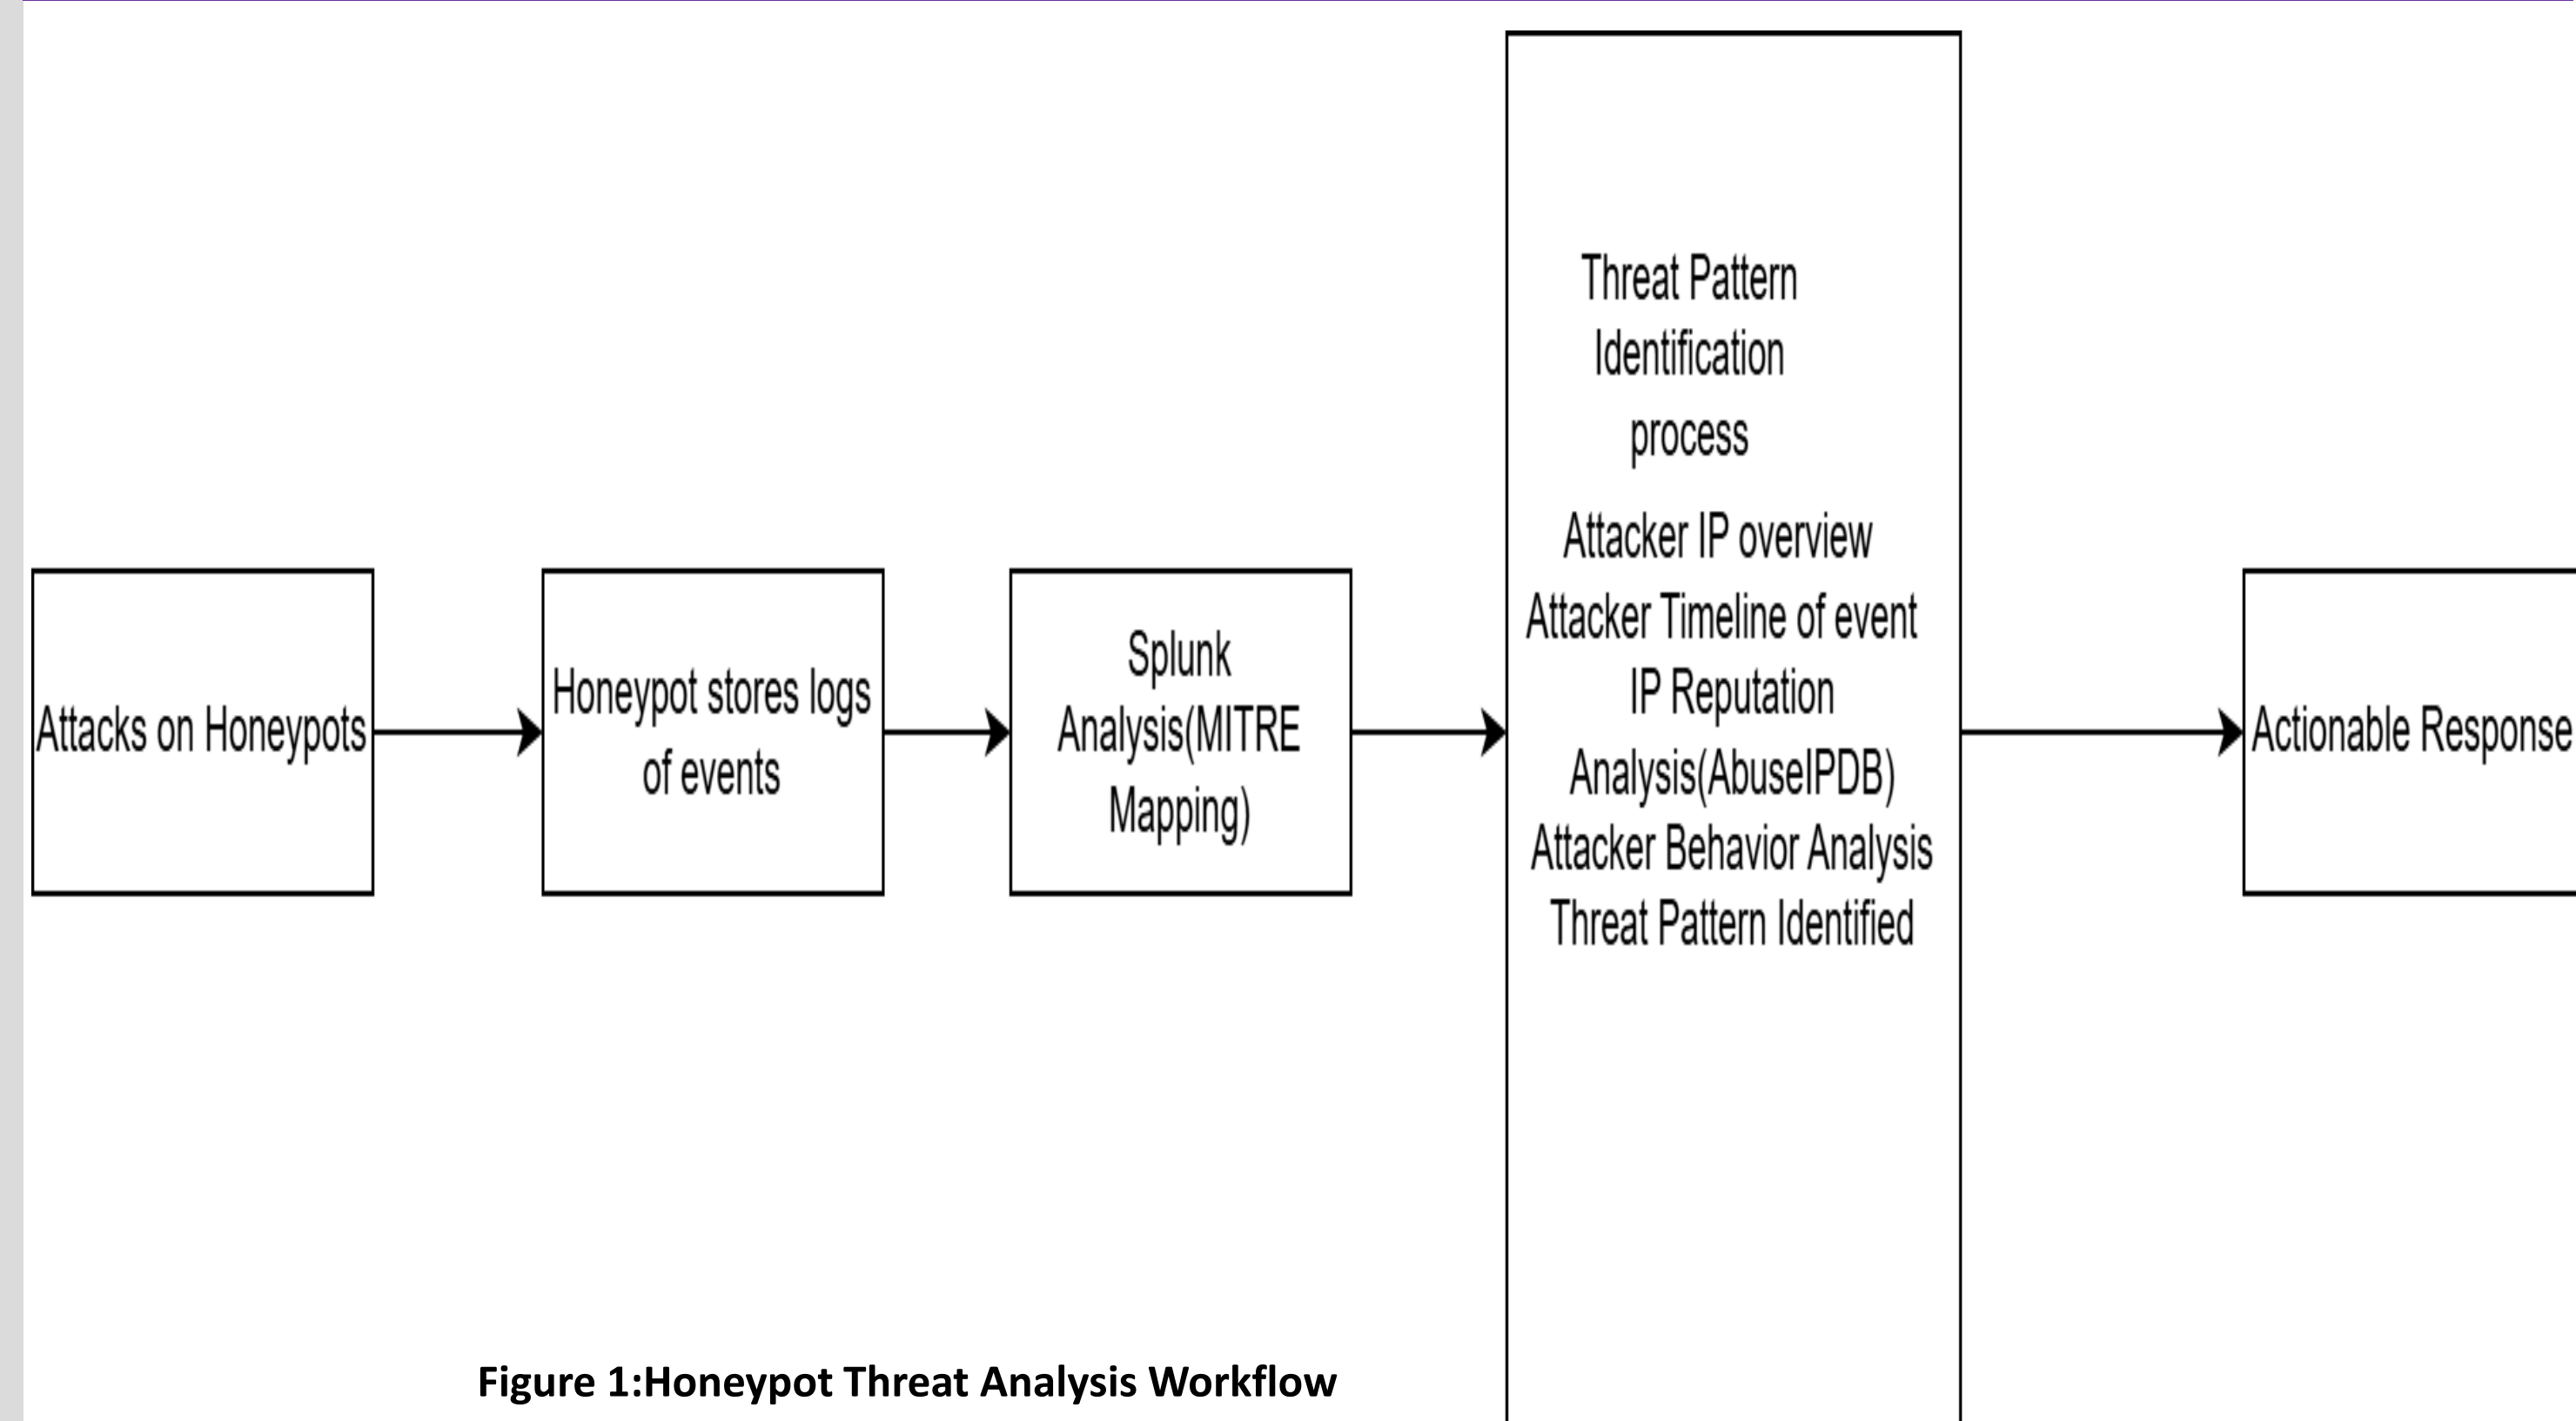 Attacks on Honeypots
Honeypot stores logs
of events
Splunk
Analysis(MITRE
Mapping)
Threat Pattern
Identification
process
Attacker IP overview
Attacker Timeline of event
IP Reputation
Analysis(AbuseIPDB)
Attacker Behavior Analysis
Threat Pattern Identified
Actionable Response
Figure 1:Honeypot Threat Analysis Workflow